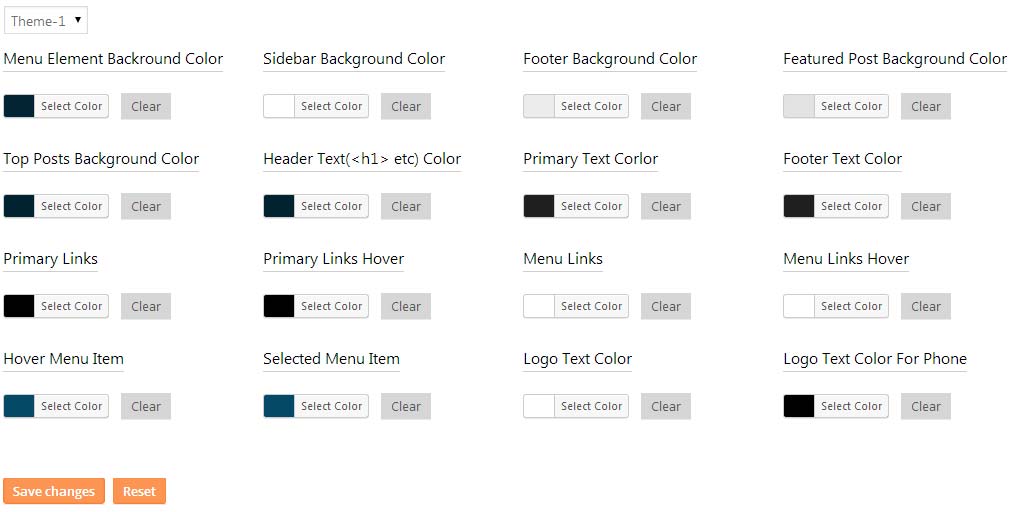 Theme-1
Menu Element Backround Color Sidebar Background Color Footer Background Color Featured Post Background Color
Select Color Clear Select Color Clear Select Color Clear Select Color Clear
Top Posts Background Color Header Text(<h1> etc) Color Primary Text Corlor Footer Text Color
Select Color Clear Select Color Clear Select Color Clear Select Color Clear
Primary Links Primary Links Hover Menu Links Menu Links Hover
Select Color Clear Select Color Clear Select Color Clear Select Color Clear
Hover Menu Item Selected Menu Item Logo Text Color Logo Text Color For Phone
Select Color Clear Select Color Clear Select Color Clear Select Color Clear
Save changes Reset